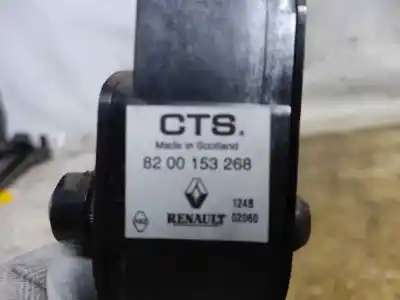 CTS.
Made in Scotland
82 00 153 268
1248
RENAULT 02060